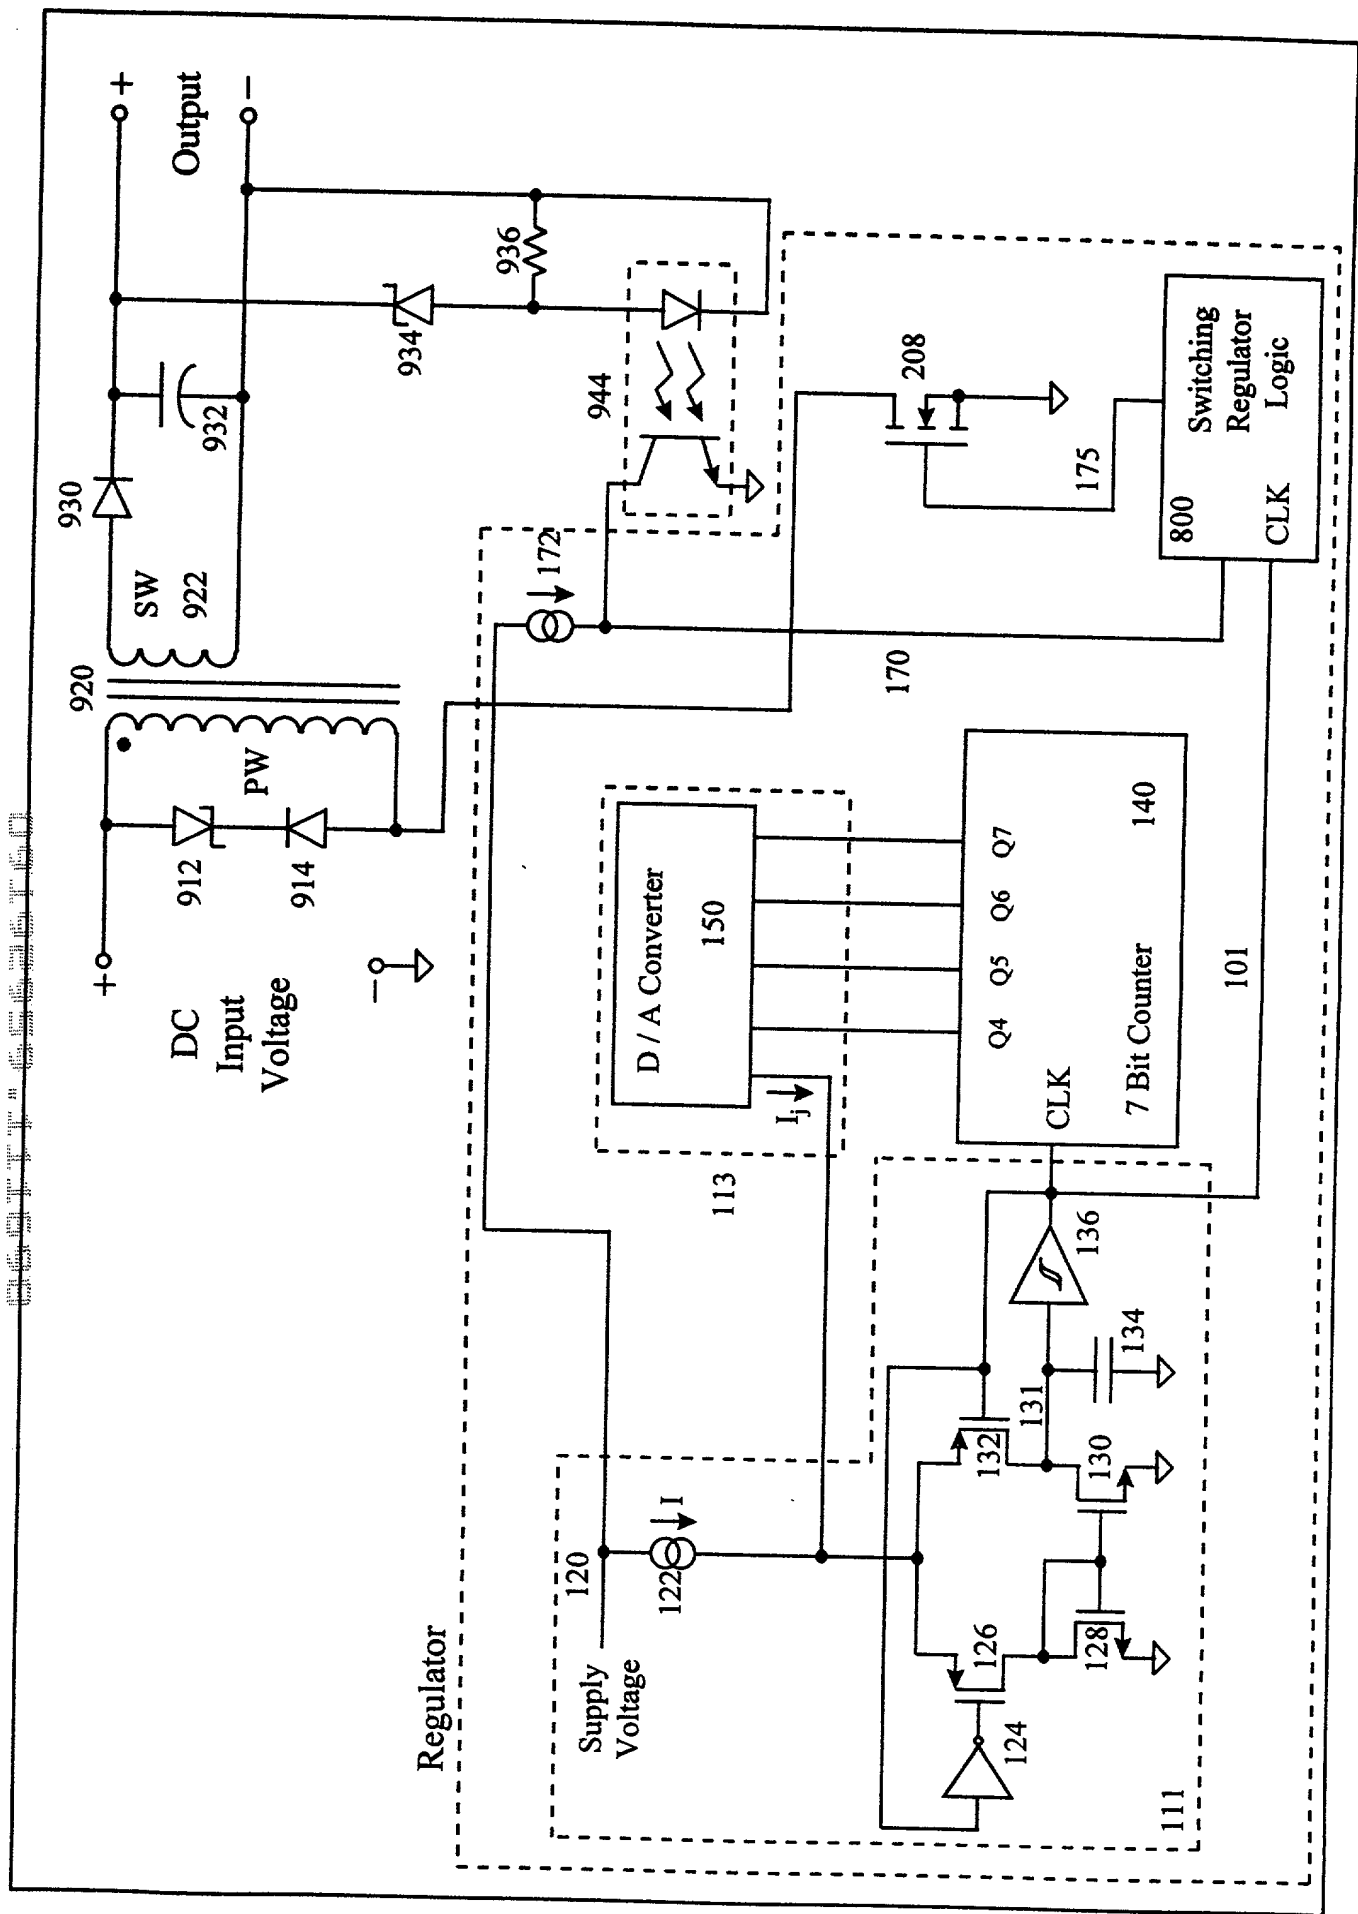 +
Output
−
930
SW
922
932
920
934
936
944
PW
912
914
+
DC
Input
Voltage
−
Regulator
172
170
208
175
Switching
Regulator
Logic
800
CLK
D / A Converter
150
I_j
113
Q4
Q5
Q6
Q7
140
CLK
7 Bit Counter
101
Supply
Voltage
120
122
I
124
126
128
130
131
132
134
136
111